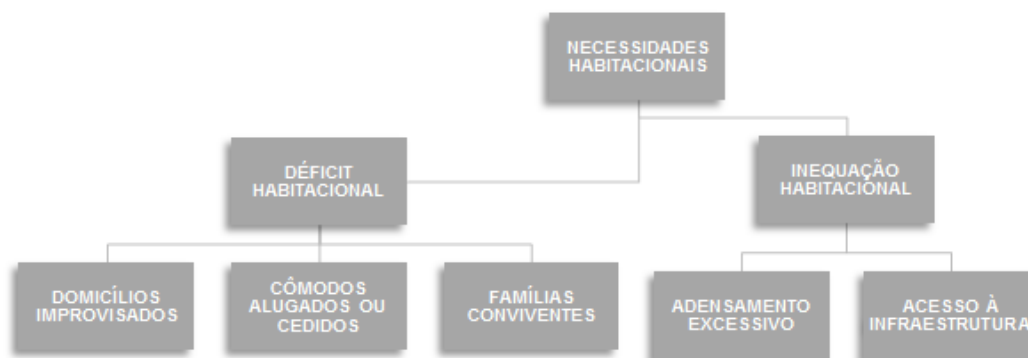 NECESSIDADES
HABITACIONAIS
DÉFICIT
HABITACIONAL
INEQUAÇÃO
HABITACIONAL
DOMICÍLIOS
IMPROVISADOS
CÔMODOS
ALUGADOS OU
CEDIDOS
FAMÍLIAS
CONVIVENTES
ADENSAMENTO
EXCESSIVO
ACESSO À
INFRAESTRUTURA